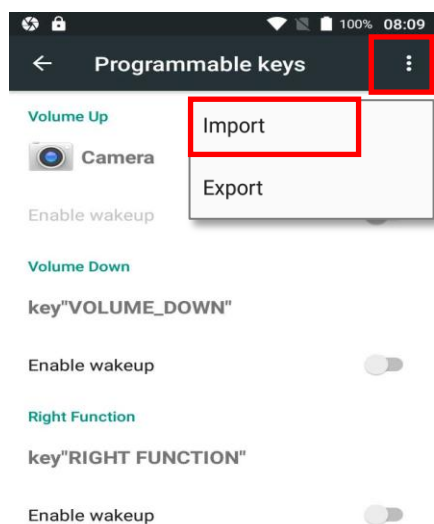 100% 08:09
Programmable keys
Volume Up
Import
Camera
Export
Enable wakeup
Volume Down
key"VOLUME_DOWN"
Enable wakeup
Right Function
key"RIGHT FUNCTION"
Enable wakeup